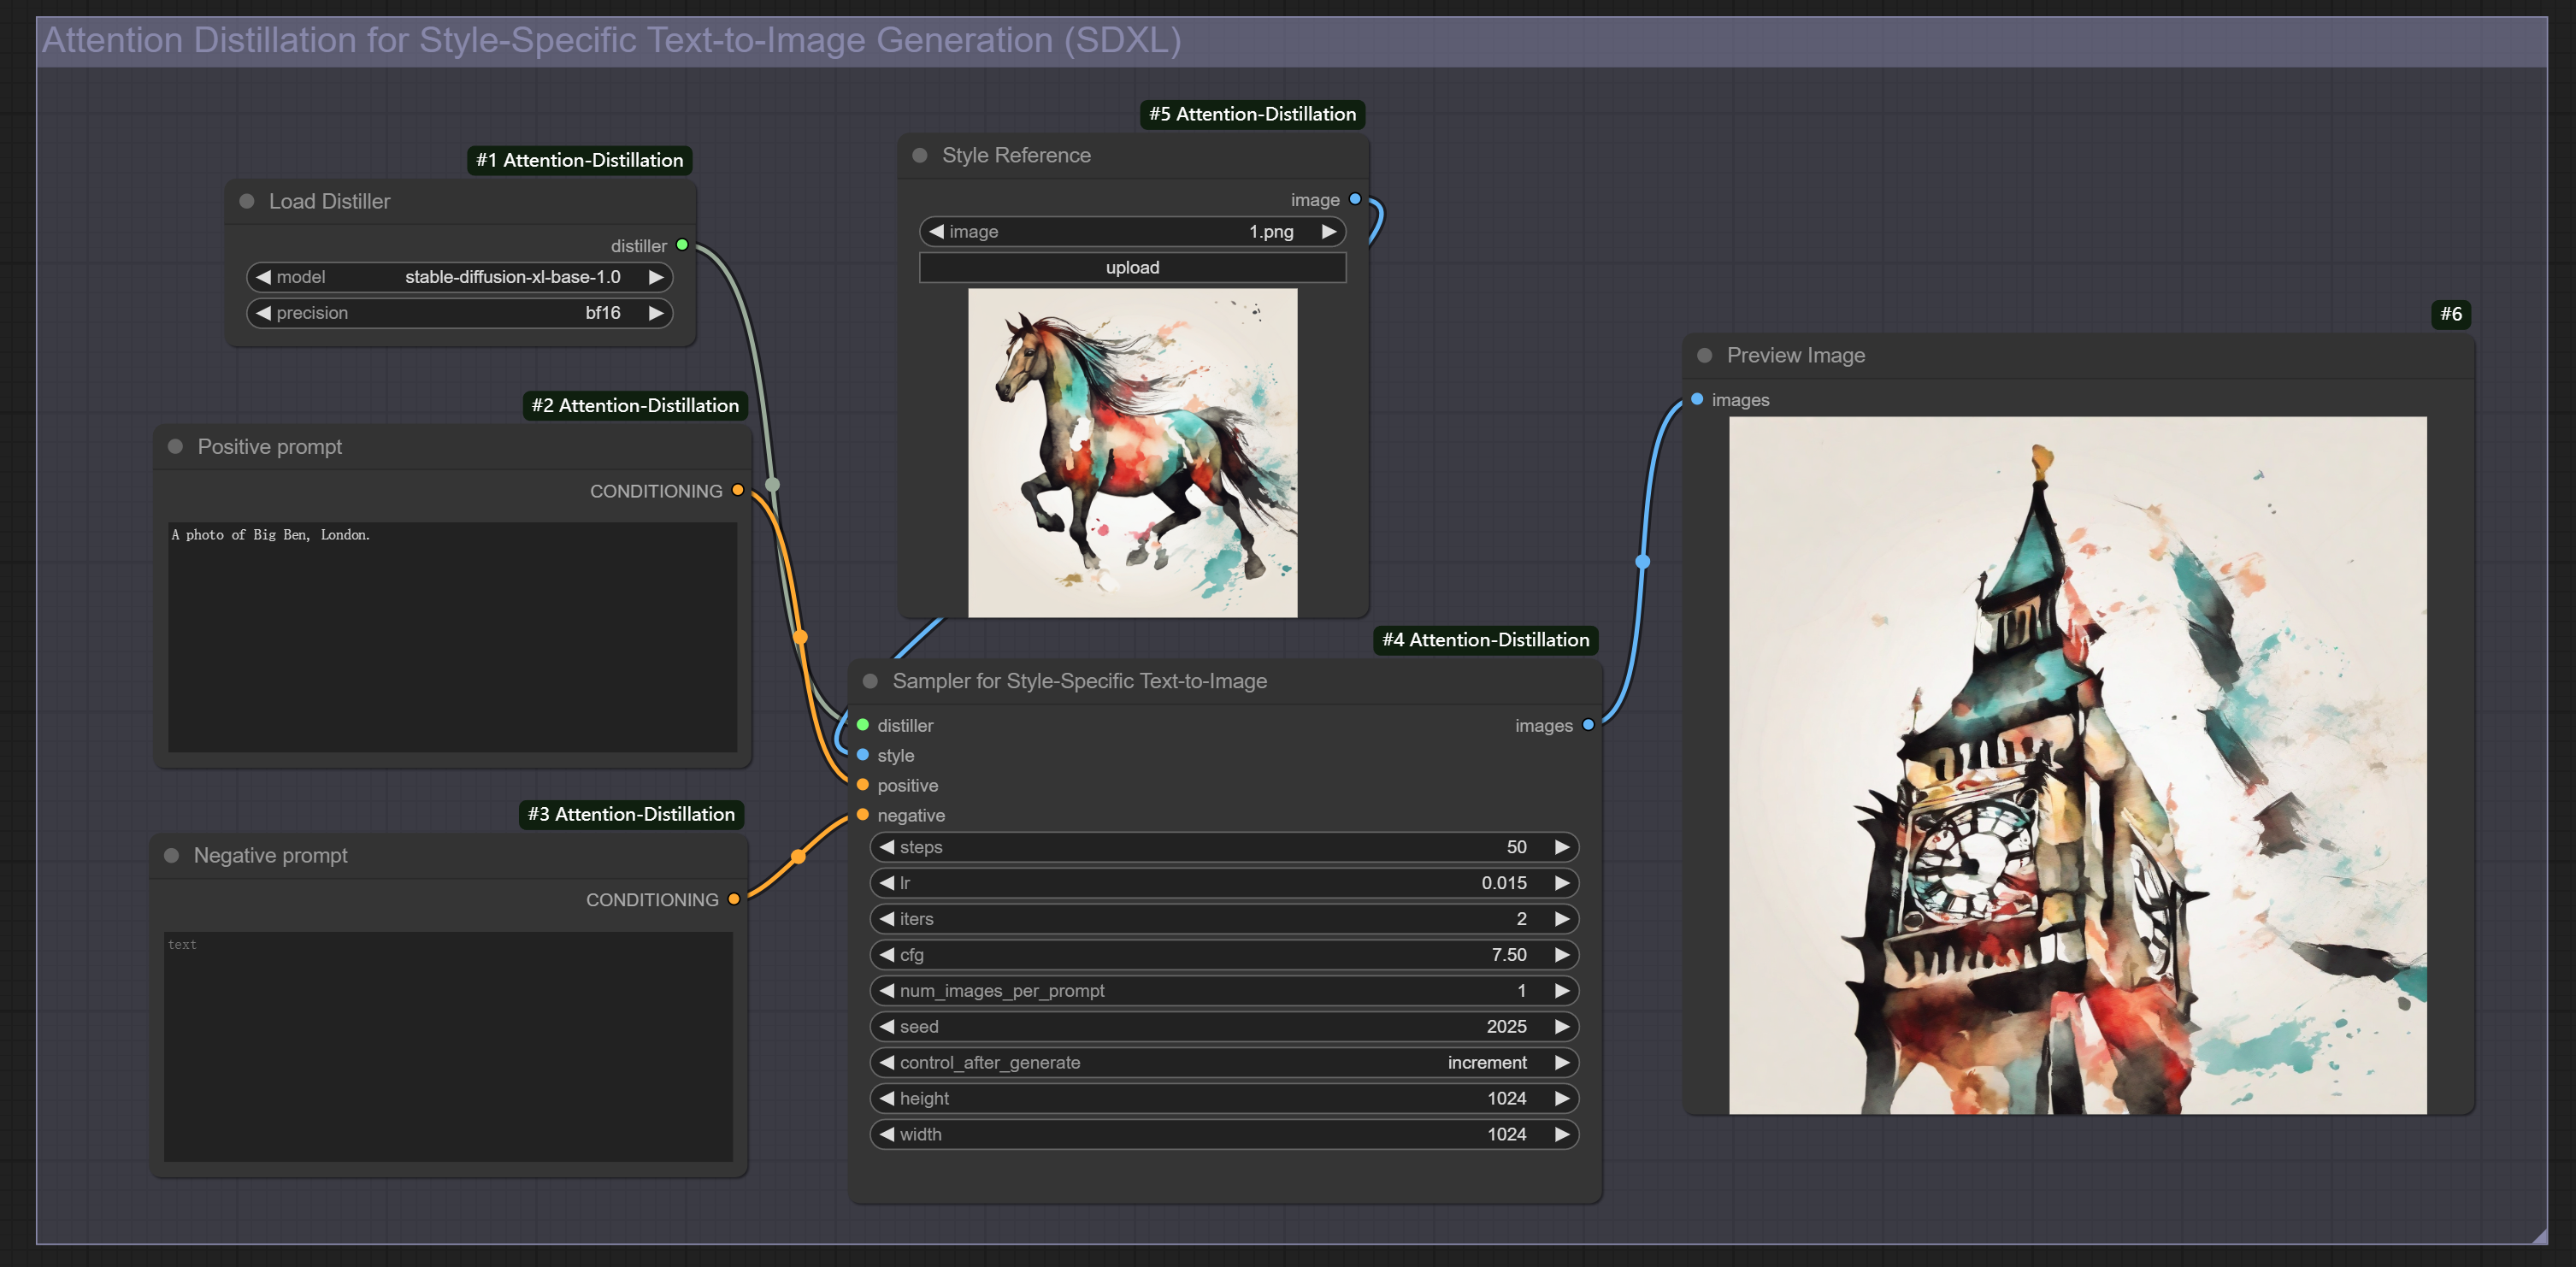 Attention Distillation for Style-Specific Text-to-Image Generation (SDXL)
#1 Attention-Distillation
Load Distiller
distiller
model stable-diffusion-xl-base-1.0
precision bf16
#2 Attention-Distillation
Positive prompt
CONDITIONING
A photo of Big Ben, London.
#3 Attention-Distillation
Negative prompt
CONDITIONING
text
#5 Attention-Distillation
Style Reference
image
image 1.png
upload
#4 Attention-Distillation
Sampler for Style-Specific Text-to-Image
distiller images
style
positive
negative
steps 50
lr 0.015
iters 2
cfg 7.50
num_images_per_prompt 1
seed 2025
control_after_generate increment
height 1024
width 1024
#6
Preview Image
images